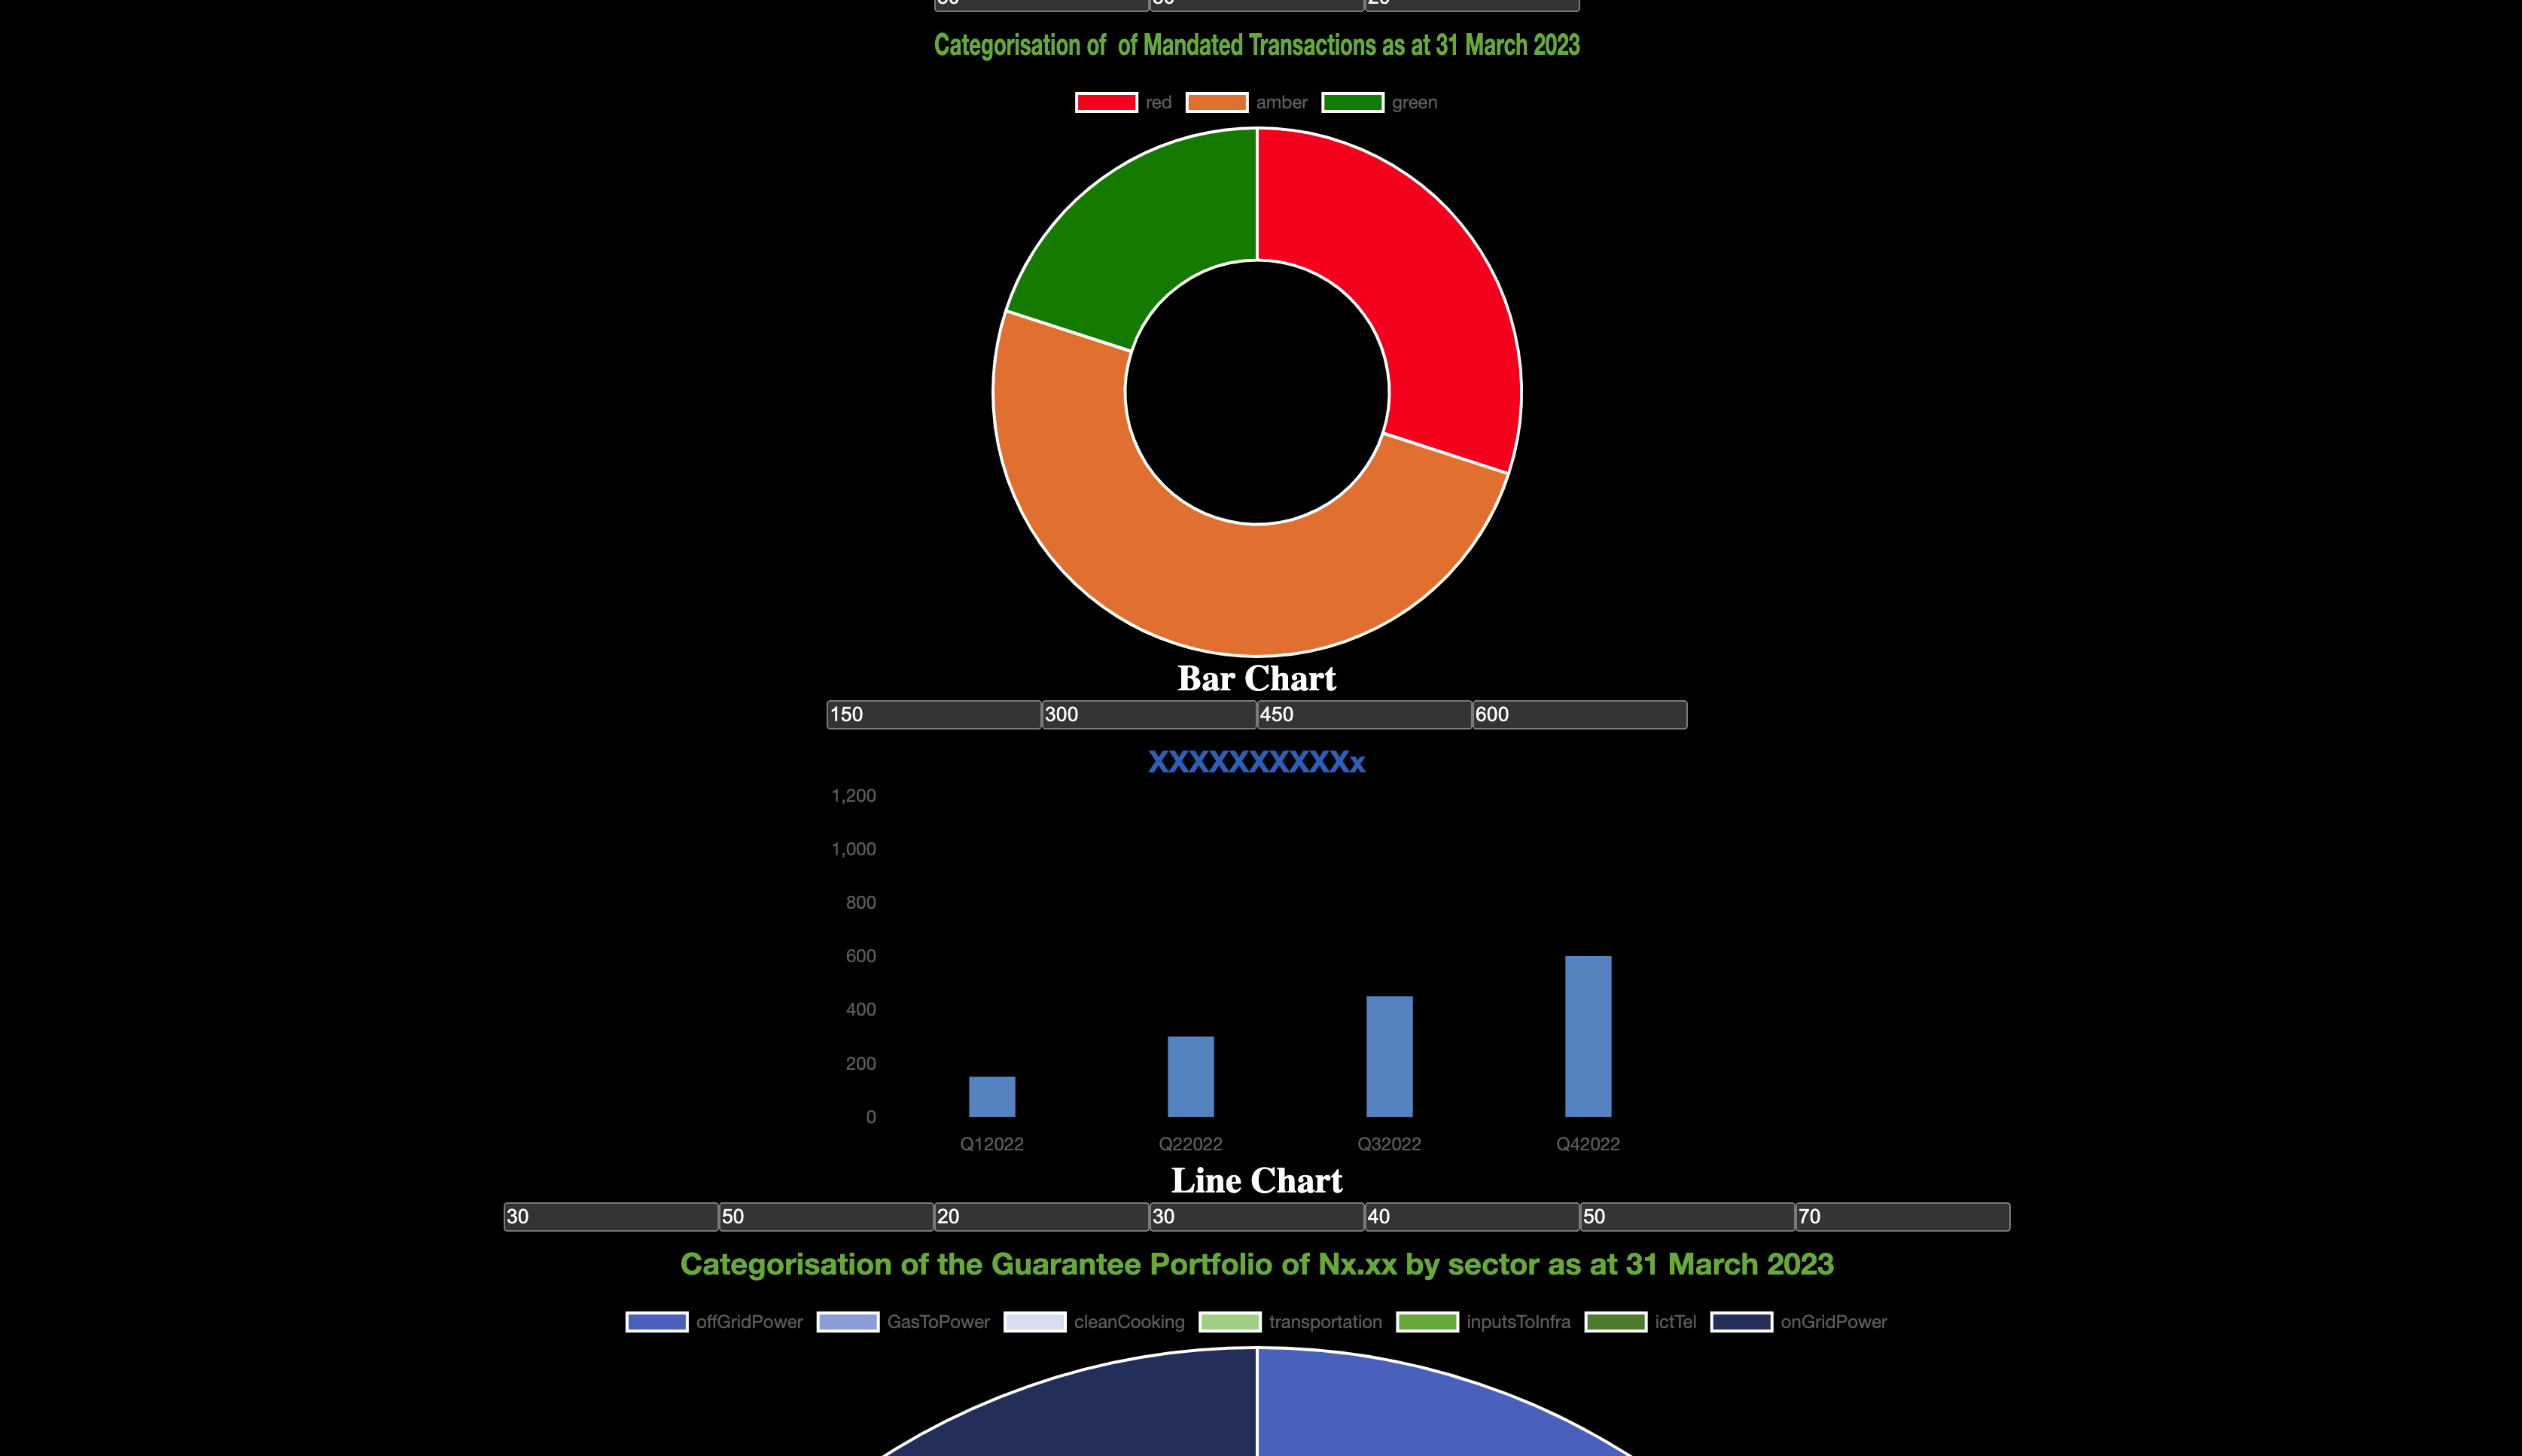 Categorisation of  of Mandated Transactions as at 31 March 2023
red amber green
Bar Chart
150 300 450 600
XXXXXXXXXXx
1,200
1,000
800
600
400
200
0
Q12022 Q22022 Q32022 Q42022
Line Chart
30 50 20 30 40 50 70
Categorisation of the Guarantee Portfolio of Nx.xx by sector as at 31 March 2023
offGridPower GasToPower cleanCooking transportation inputsToInfra ictTel onGridPower